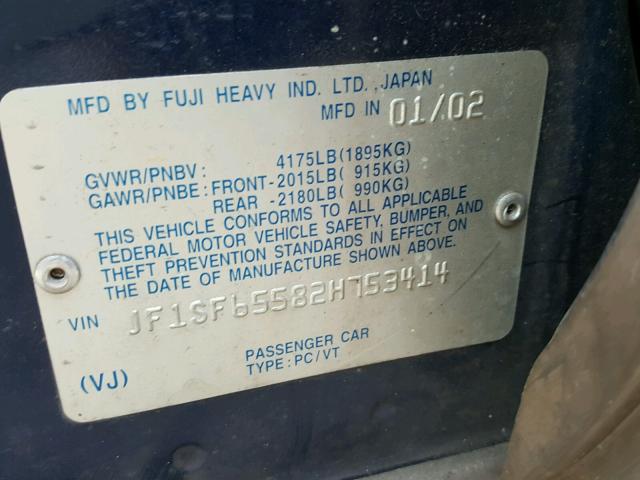 MFD BY FUJI HEAVY IND. LTD., JAPAN
MFD IN 01/02
GVWR/PNBV: 4175LB(1895KG)
GAWR/PNBE: FRONT-2015LB( 915KG)
REAR -2180LB( 990KG)
THIS VEHICLE CONFORMS TO ALL APPLICABLE
FEDERAL MOTOR VEHICLE SAFETY, BUMPER, AND
THEFT PREVENTION STANDARDS IN EFFECT ON
THE DATE OF MANUFACTURE SHOWN ABOVE.
VIN JF1SF65582H753414
PASSENGER CAR
(VJ) TYPE: PC/VT